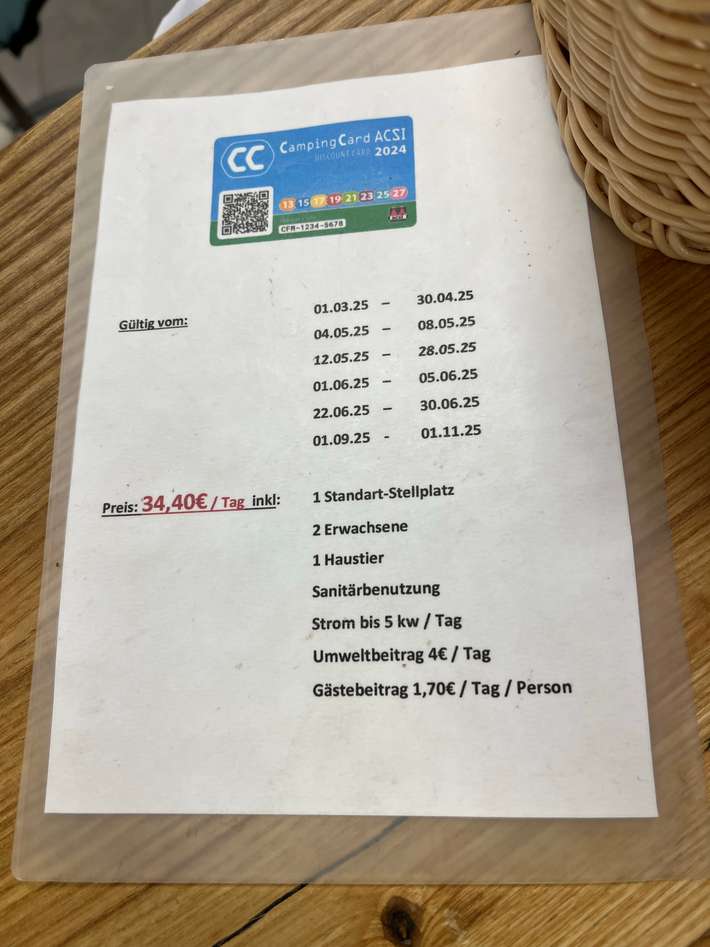 CC
CampingCard ACSI
DISCOUNTCARD 2024
13 15 17 19 21 23 25 27
CFM-1234-5678
Gültig vom:
01.03.25 – 30.04.25
04.05.25 – 08.05.25
12.05.25 – 28.05.25
01.06.25 – 05.06.25
22.06.25 – 30.06.25
01.09.25 - 01.11.25
Preis: 34,40€ / Tag inkl:
1 Standart-Stellplatz
2 Erwachsene
1 Haustier
Sanitärbenutzung
Strom bis 5 kw / Tag
Umweltbeitrag 4€ / Tag
Gästebeitrag 1,70€ / Tag / Person